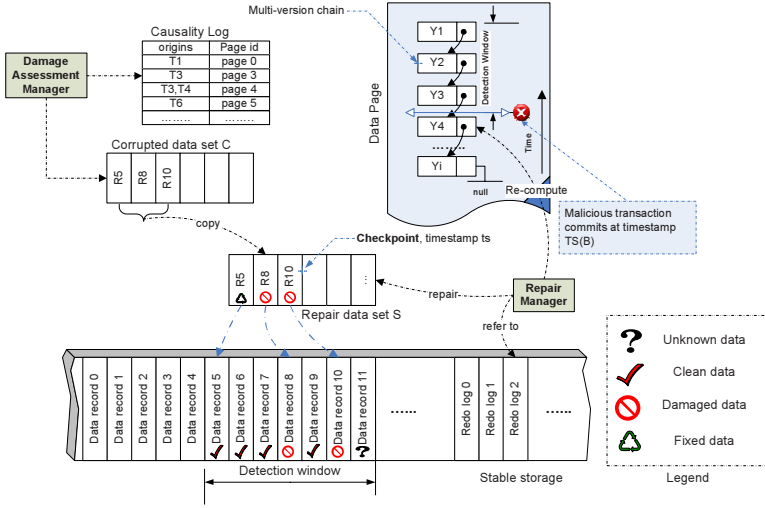 Multi-version chain
Damage
Assessment
Manager
Causality Log
origins Page id
T1 page 0
T3 page 3
T3,T4 page 4
T6 page 5
........ ........
Corrupted data set C
R5 R8 R10
copy
Data Page
Y1
Y2
Y3
Y4
........
Yi
null
Detection Window
Time
Re-compute
Malicious transaction
commits at timestamp
TS(B)
Checkpoint, timestamp ts
R5 R8 R10 ...
Repair data set S
repair
Repair
Manager
refer to
Data record 0
Data record 1
Data record 2
Data record 3
Data record 4
Data record 5
Data record 6
Data record 7
Data record 8
Data record 9
Data record 10
Data record 11
......
Redo log 0
Redo log 1
Redo log 2
......
Detection window
Stable storage
? Unknown data
Clean data
Damaged data
Fixed data
Legend